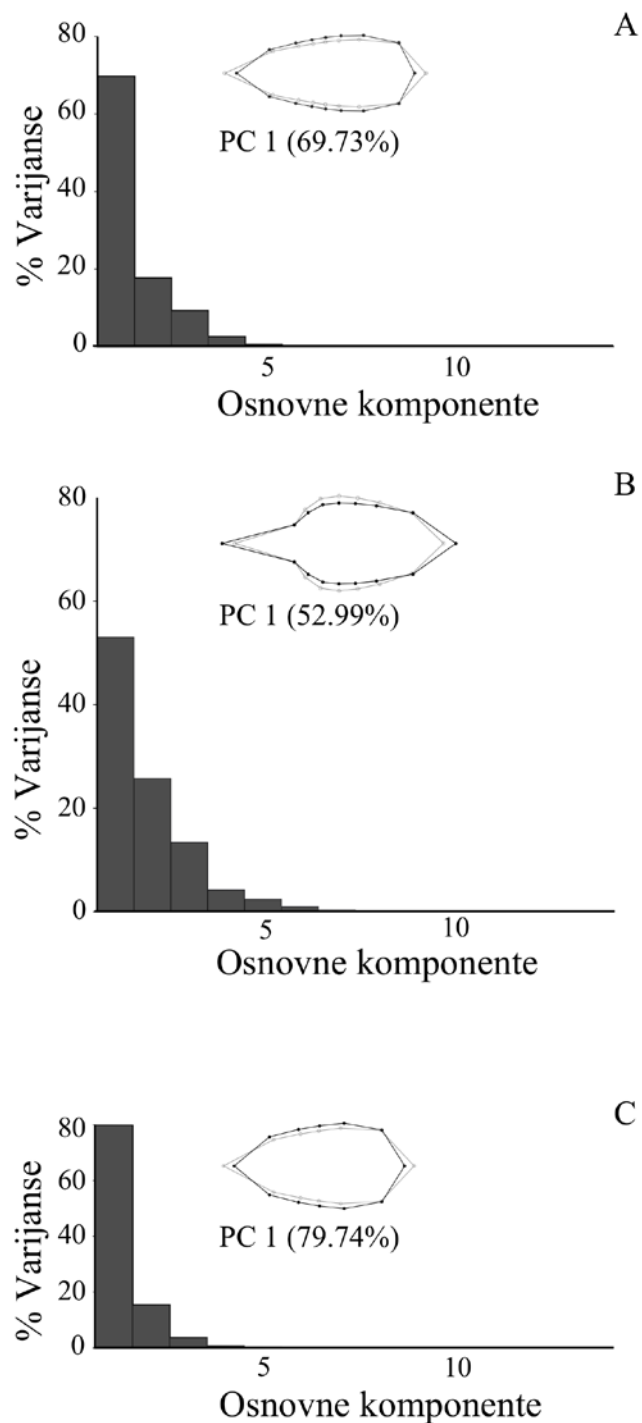 A
80
60
40
20
0
% Varijanse
PC 1 (69.73%)
5 10
Osnovne komponente
B
80
60
40
20
0
% Varijanse
PC 1 (52.99%)
5 10
Osnovne komponente
C
80
60
40
20
0
% Varijanse
PC 1 (79.74%)
5 10
Osnovne komponente